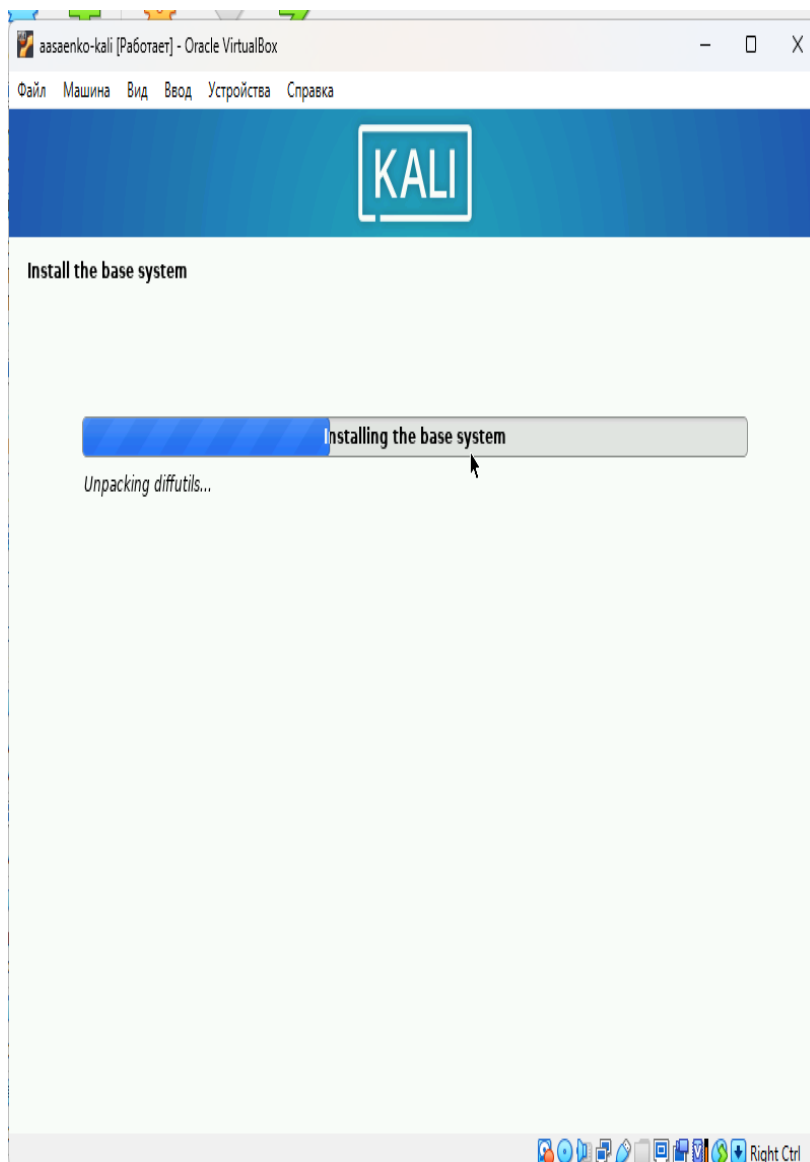 aasaenko-kali [Работает] - Oracle VirtualBox
Файл Машина Вид Ввод Устройства Справка
KALI
Install the base system
Installing the base system
Unpacking diffutils...
Right Ctrl